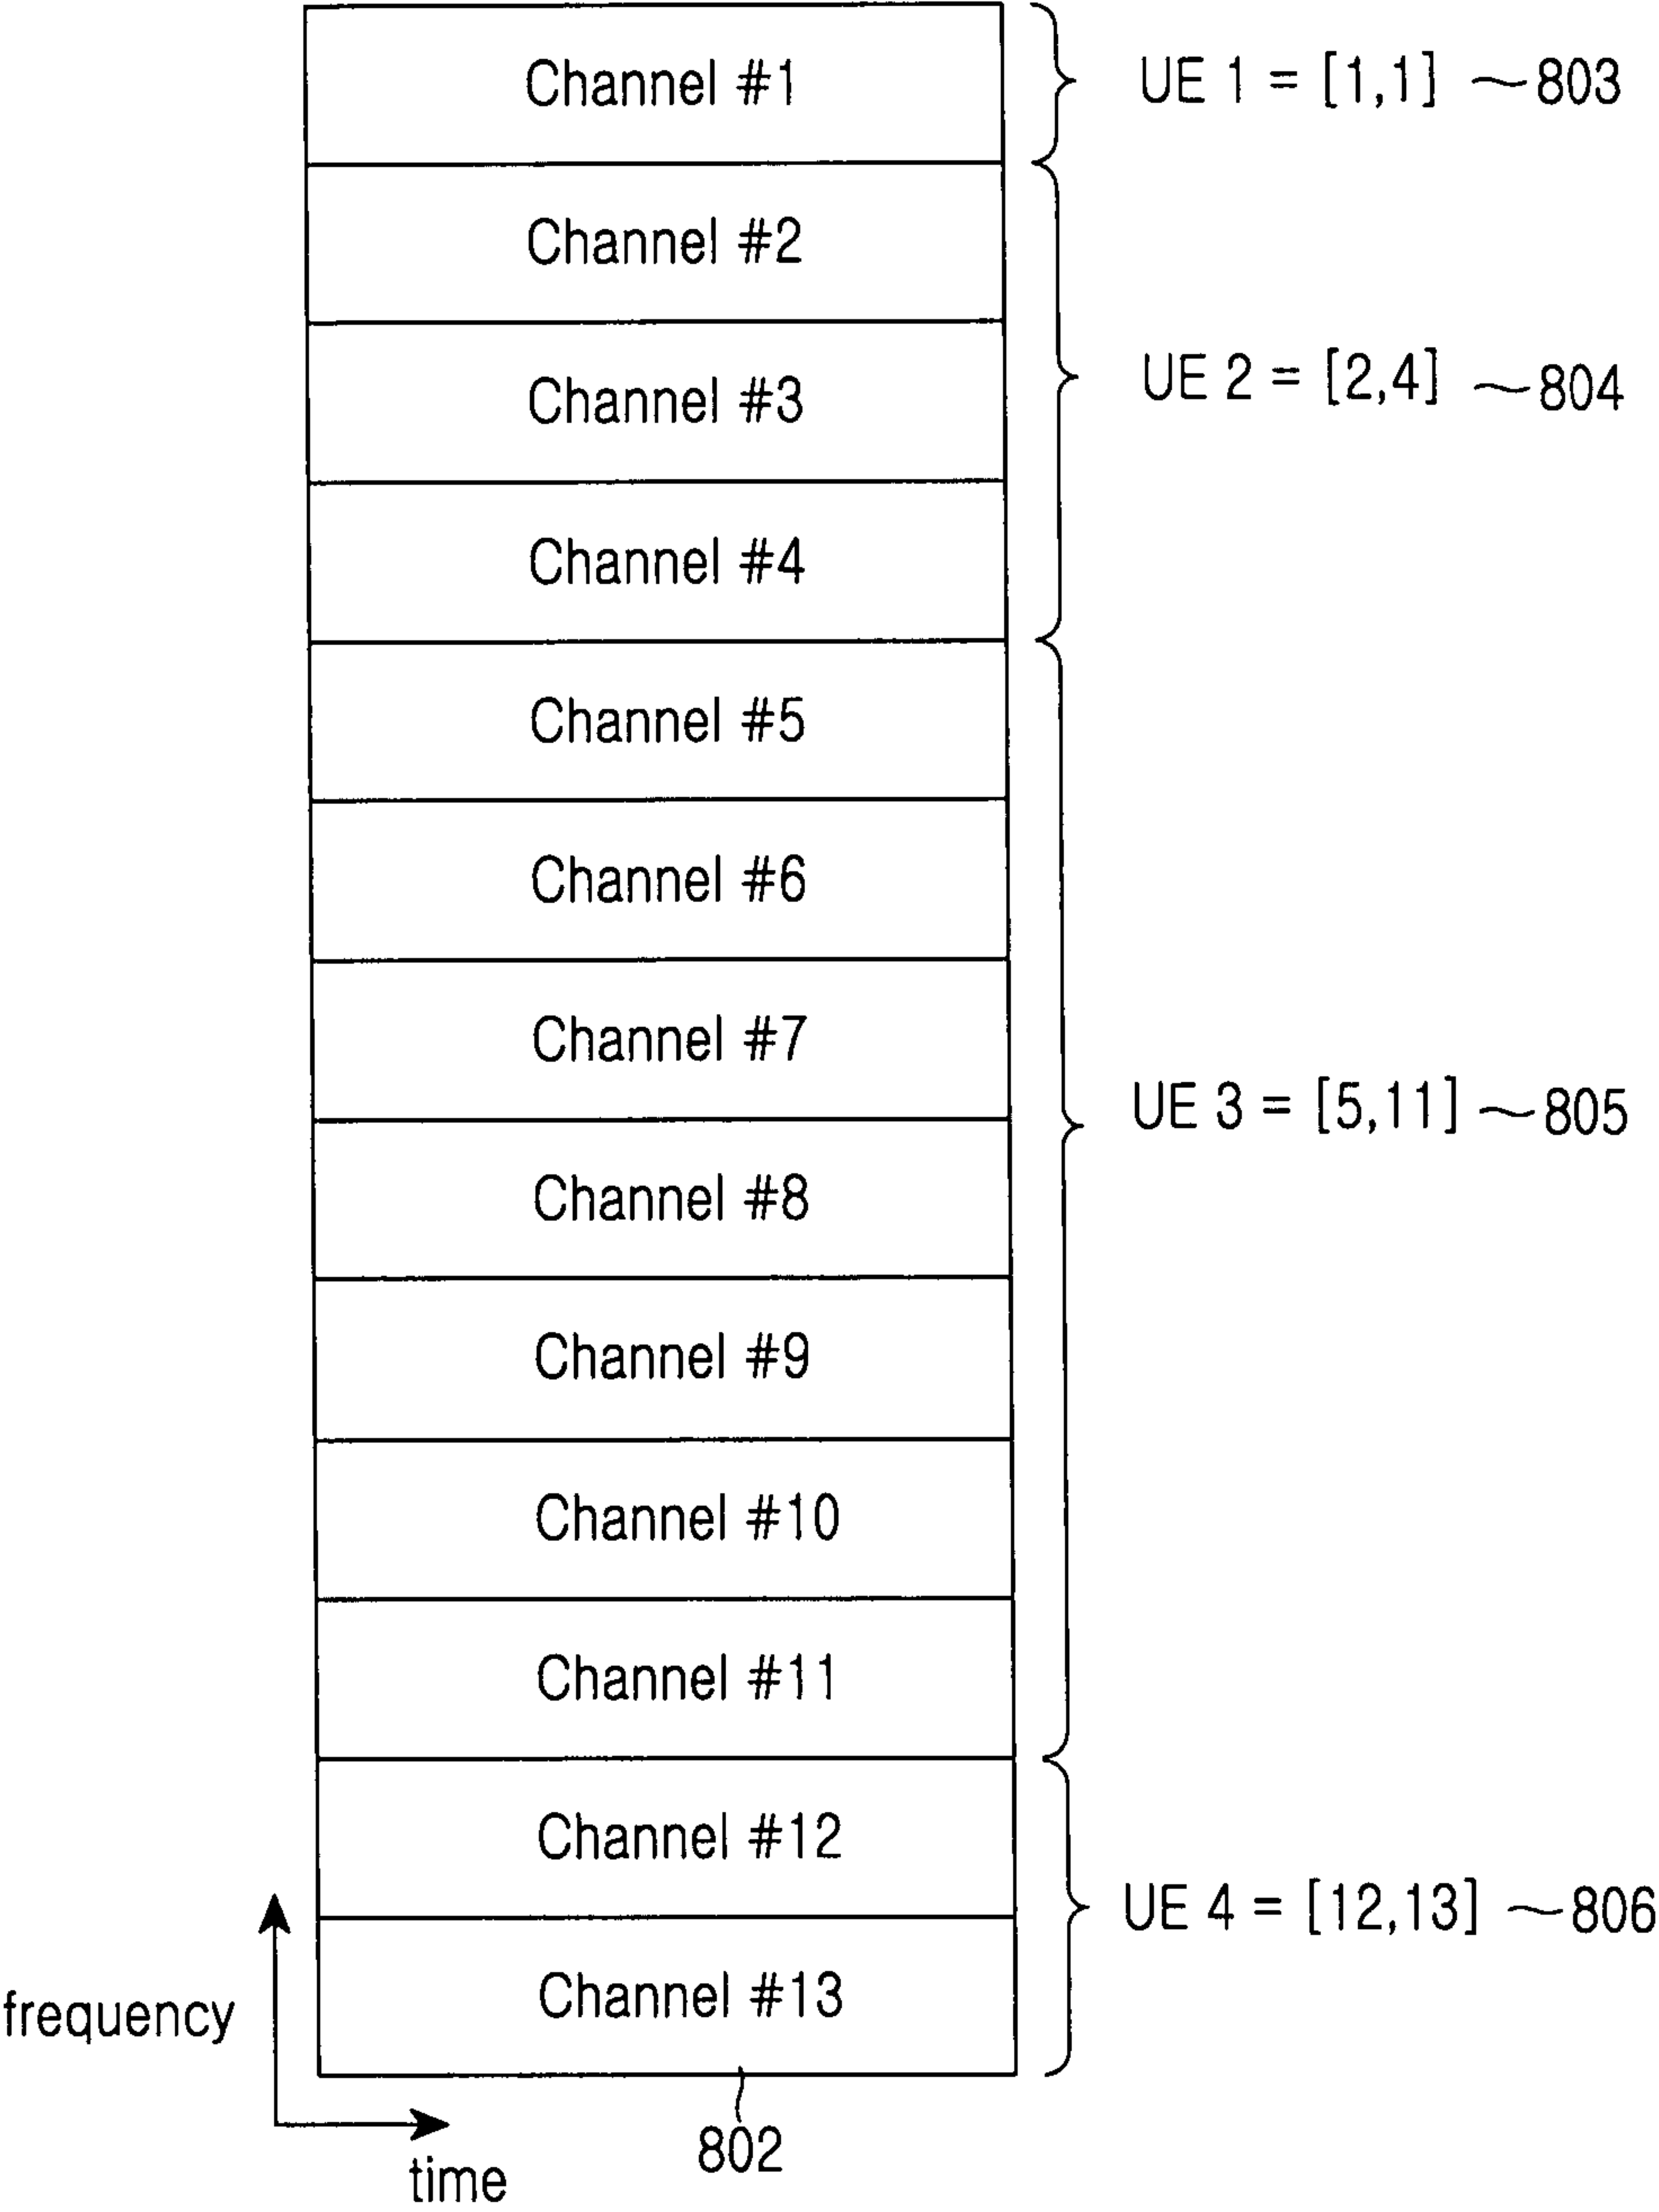 Channel #1
UE 1 = [1,1] 803
Channel #2
Channel #3
UE 2 = [2,4] 804
Channel #4
Channel #5
Channel #6
Channel #7
UE 3 = [5,11] 805
Channel #8
Channel #9
Channel #10
Channel #11
Channel #12
UE 4 = [12,13] 806
Channel #13
frequency
time
802